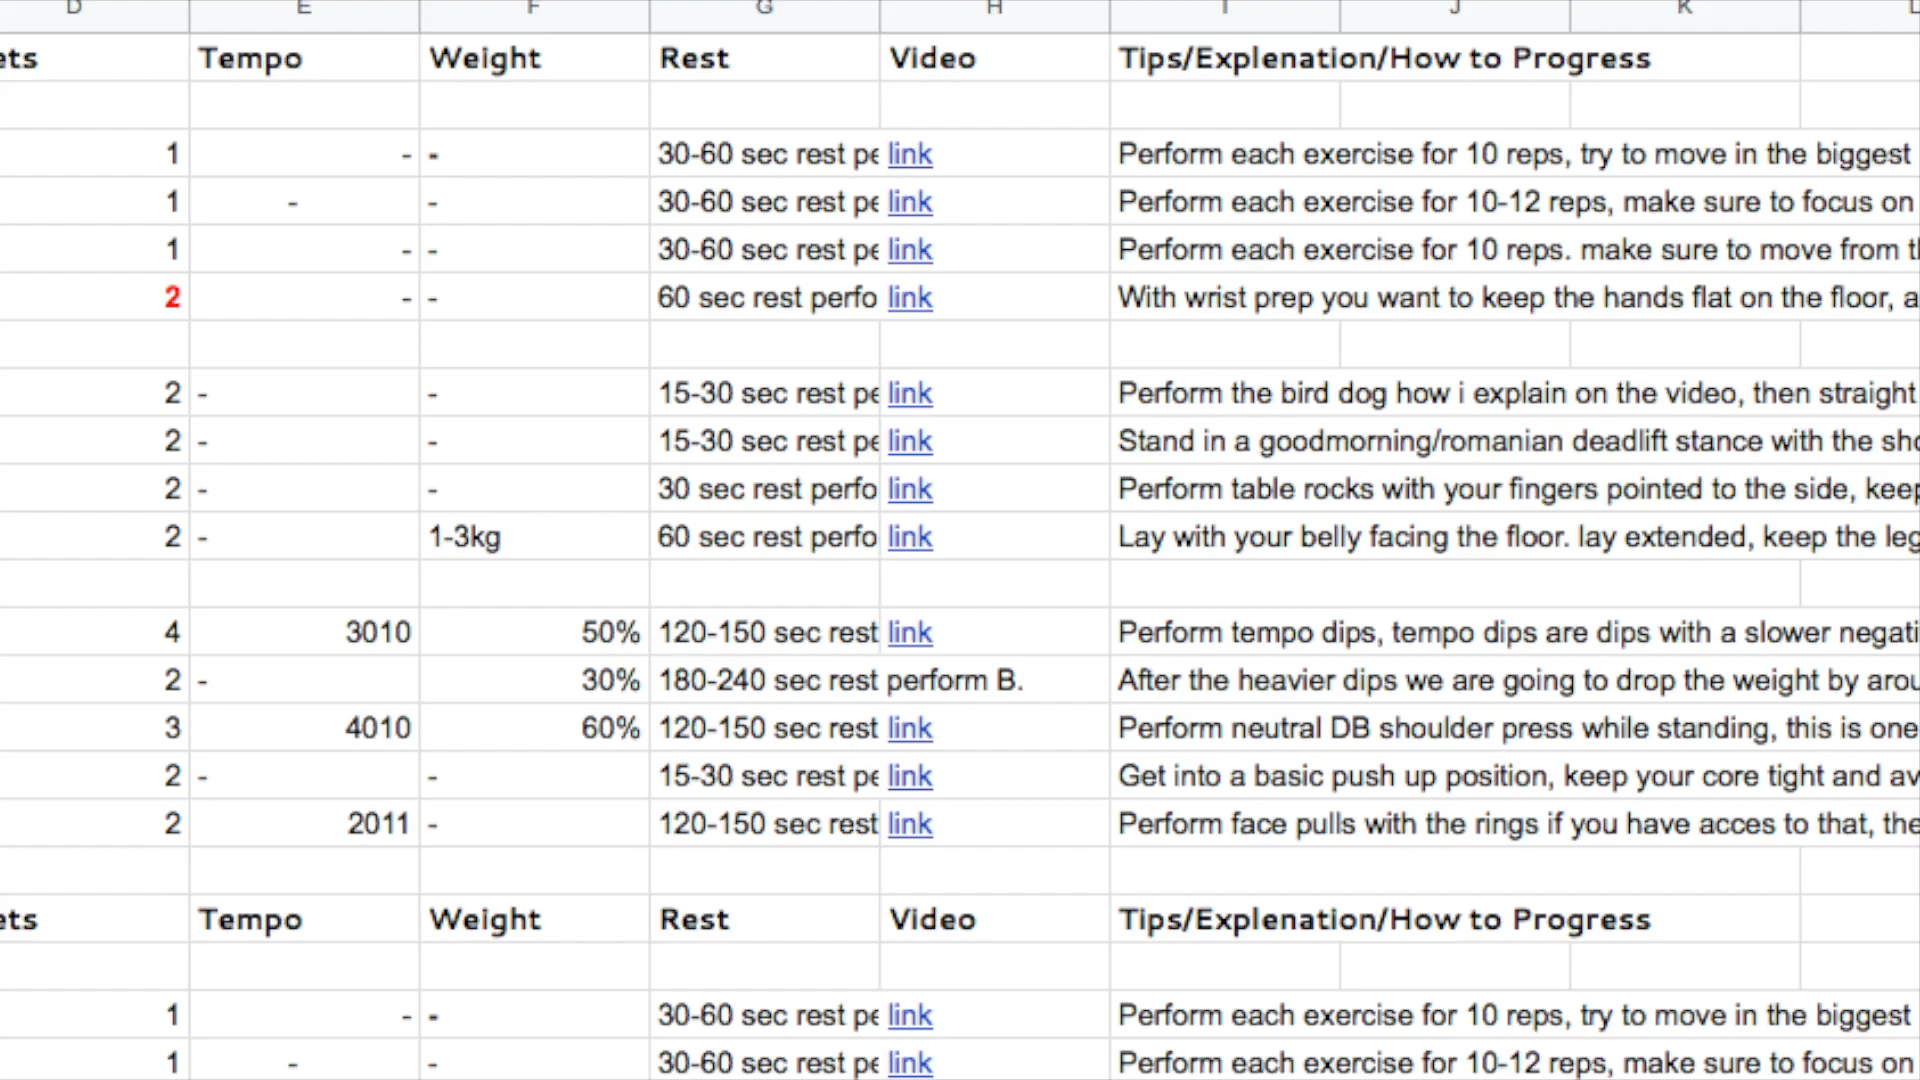 D E F G H I J K L
ets Tempo Weight Rest Video Tips/Explenation/How to Progress
1 - - 30-60 sec rest pe link Perform each exercise for 10 reps, try to move in the biggest
1 - - 30-60 sec rest pe link Perform each exercise for 10-12 reps, make sure to focus on
1 - - 30-60 sec rest pe link Perform each exercise for 10 reps. make sure to move from th
2 - - 60 sec rest perfo link With wrist prep you want to keep the hands flat on the floor, a
2 - - 15-30 sec rest pe link Perform the bird dog how i explain on the video, then straight
2 - - 15-30 sec rest pe link Stand in a goodmorning/romanian deadlift stance with the sho
2 - - 30 sec rest perfo link Perform table rocks with your fingers pointed to the side, keep
2 - 1-3kg 60 sec rest perfo link Lay with your belly facing the floor. lay extended, keep the leg
4 3010 50% 120-150 sec rest link Perform tempo dips, tempo dips are dips with a slower negati
2 - 30% 180-240 sec rest perform B. After the heavier dips we are going to drop the weight by arou
3 4010 60% 120-150 sec rest link Perform neutral DB shoulder press while standing, this is one
2 - - 15-30 sec rest pe link Get into a basic push up position, keep your core tight and av
2 2011 - 120-150 sec rest link Perform face pulls with the rings if you have acces to that, the
ets Tempo Weight Rest Video Tips/Explenation/How to Progress
1 - - 30-60 sec rest pe link Perform each exercise for 10 reps, try to move in the biggest
1 - - 30-60 sec rest pe link Perform each exercise for 10-12 reps, make sure to focus on